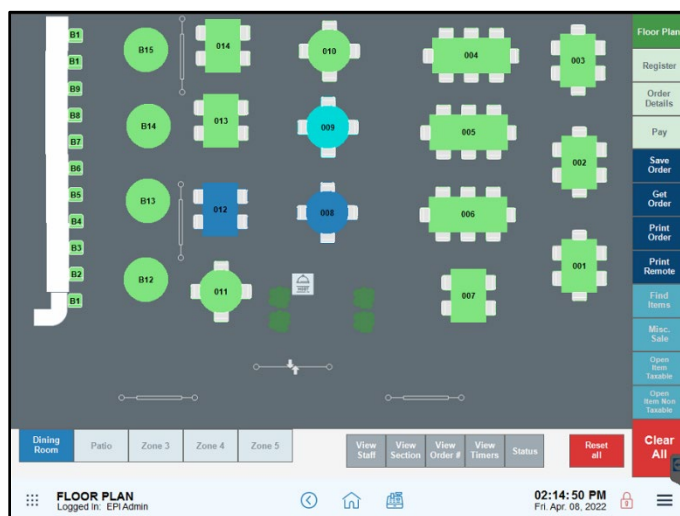 B1
B1
B9
B8
B7
B6
B5
B4
B3
B2
B1
B15
B14
B13
B12
014
013
012
011
010
009
008
004
005
006
007
003
002
001
Floor Plan
Register
Order
Details
Pay
Save
Order
Get
Order
Print
Order
Print
Remote
Find
Items
Misc.
Sale
Open
Item
Taxable
Open
Item Non
Taxable
Clear
All
Dining
Room
Patio
Zone 3
Zone 4
Zone 5
View
Staff
View
Section
View
Order #
View
Timers
Status
Reset
all
FLOOR PLAN
Logged In: EPI Admin
02:14:50 PM
Fri. Apr. 08, 2022